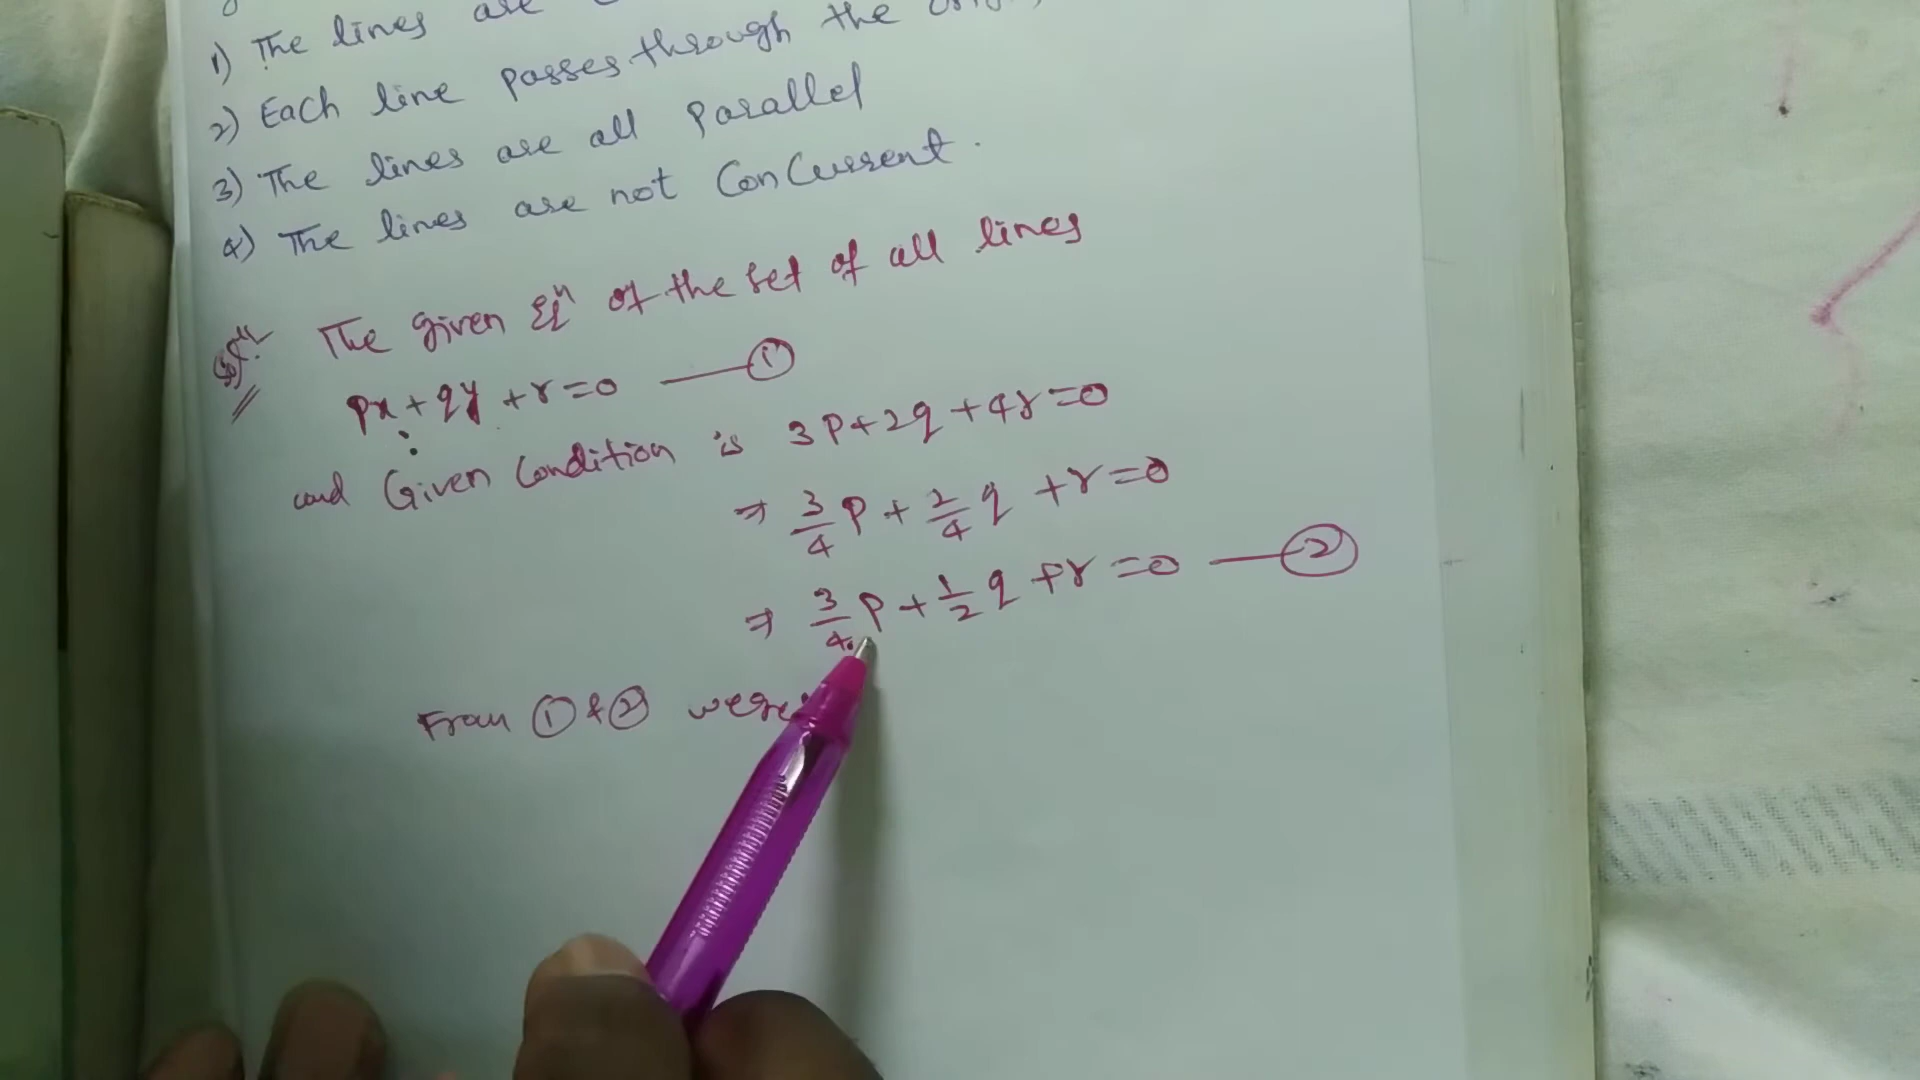 1) The lines are
2) Each line passes through the
3) The lines are all parallel
4) The lines are not Concurrent.
Sol: The given Eqn of the set of all lines
px + qy + r = 0 —— ①
and Given Condition is 3p + 2q + 4r = 0
⇒ 3/4 p + 2/4 q + r = 0
⇒ 3/4 p + 1/2 q + r = 0 —— ②
From ① & ②